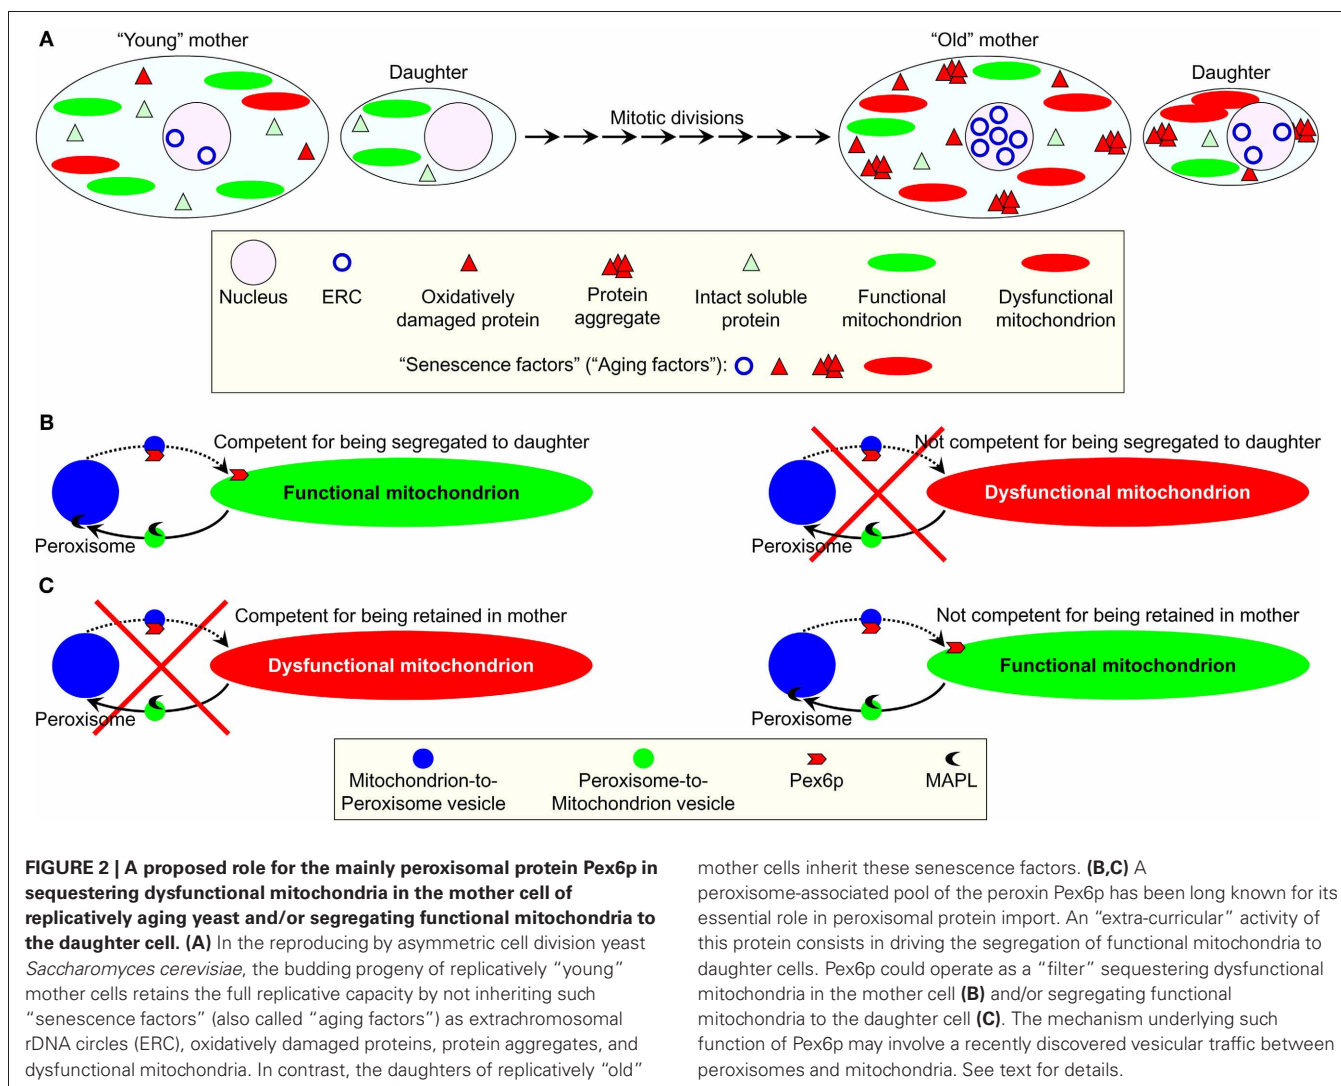 A
“Young” mother
Daughter
Mitotic divisions
“Old” mother
Daughter
Nucleus
ERC
Oxidatively
damaged protein
Protein
aggregate
Intact soluble
protein
Functional
mitochondrion
Dysfunctional
mitochondrion
“Senescence factors” (“Aging factors”):
B
Competent for being segregated to daughter
Functional mitochondrion
Peroxisome
Not competent for being segregated to daughter
Dysfunctional mitochondrion
Peroxisome
C
Competent for being retained in mother
Dysfunctional mitochondrion
Peroxisome
Not competent for being retained in mother
Functional mitochondrion
Peroxisome
Mitochondrion-to-
Peroxisome vesicle
Peroxisome-to-
Mitochondrion vesicle
Pex6p
MAPL
FIGURE 2 | A proposed role for the mainly peroxisomal protein Pex6p in
sequestering dysfunctional mitochondria in the mother cell of
replicatively aging yeast and/or segregating functional mitochondria to
the daughter cell. (A) In the reproducing by asymmetric cell division yeast
Saccharomyces cerevisiae, the budding progeny of replicatively “young”
mother cells retains the full replicative capacity by not inheriting such
“senescence factors” (also called “aging factors”) as extrachromosomal
rDNA circles (ERC), oxidatively damaged proteins, protein aggregates, and
dysfunctional mitochondria. In contrast, the daughters of replicatively “old”
mother cells inherit these senescence factors. (B,C) A
peroxisome-associated pool of the peroxin Pex6p has been long known for its
essential role in peroxisomal protein import. An “extra-curricular” activity of
this protein consists in driving the segregation of functional mitochondria to
daughter cells. Pex6p could operate as a “filter” sequestering dysfunctional
mitochondria in the mother cell (B) and/or segregating functional
mitochondria to the daughter cell (C). The mechanism underlying such
function of Pex6p may involve a recently discovered vesicular traffic between
peroxisomes and mitochondria. See text for details.